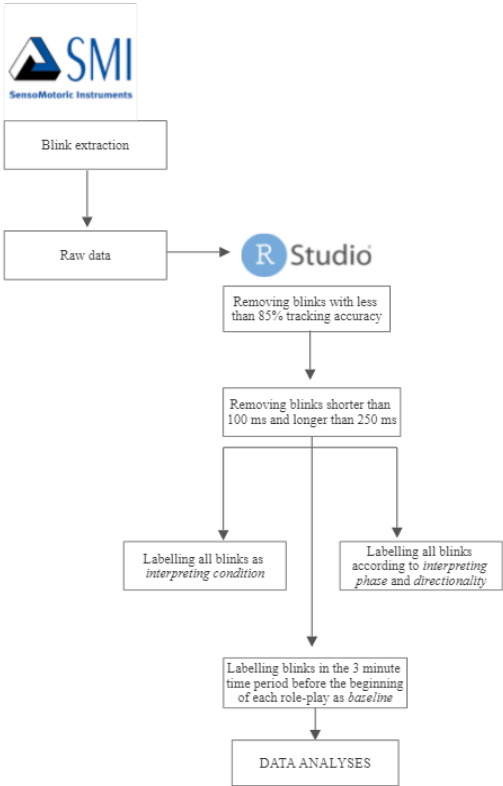 SMI
SensoMotoric Instruments
Blink extraction
Raw data
R Studio
Removing blinks with less
than 85% tracking accuracy
Removing blinks shorter than
100 ms and longer than 250 ms
Labelling all blinks as
interpreting condition
Labelling all blinks
according to interpreting
phase and directionality
Labelling blinks in the 3 minute
time period before the beginning
of each role-play as baseline
DATA ANALYSES